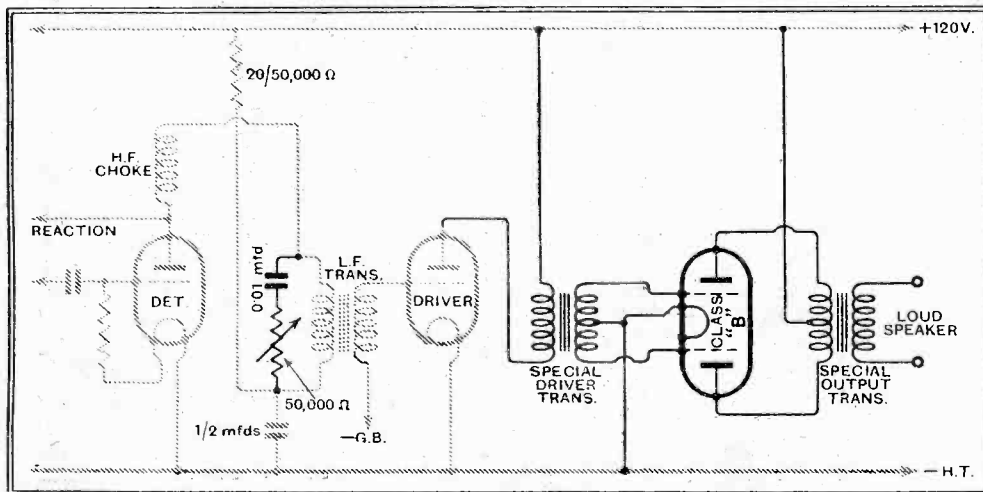 +120V.
20/50,000 Ω
H.F.
CHOKE
REACTION
DET.
0·01 mfd
L.F.
TRANS.
DRIVER
CLASS
"B"
LOUD
SPEAKER
SPECIAL
DRIVER
TRANS.
SPECIAL
OUTPUT
TRANS.
50,000 Ω
1/2 mfds
—G.B.
—H.T.